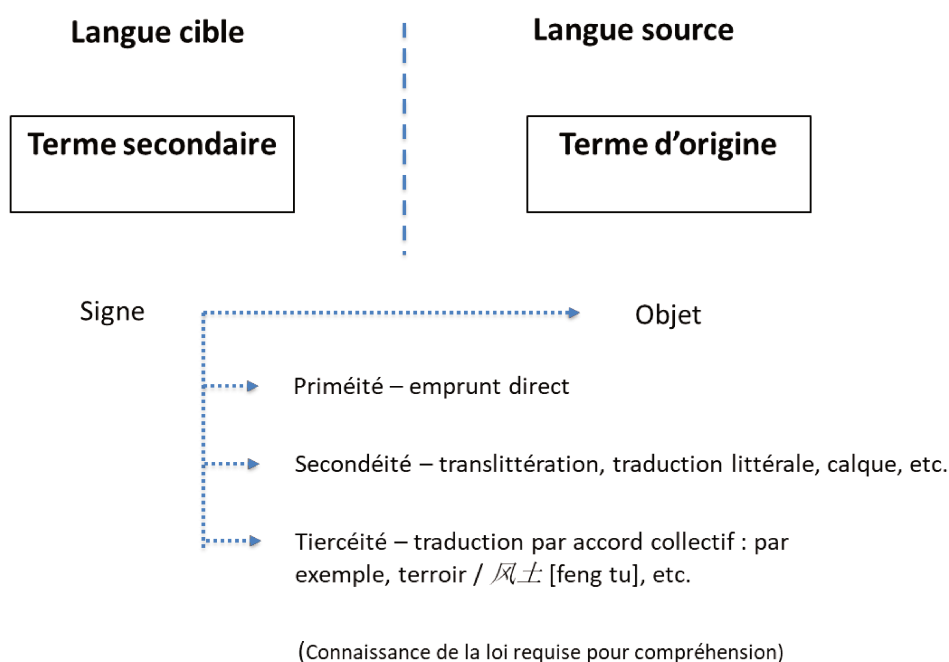 Langue cible
Langue source
Terme secondaire
Terme d'origine
Signe
Objet
Priméité – emprunt direct
Secondéité – translittération, traduction littérale, calque, etc.
Tiercéité – traduction par accord collectif : par
exemple, terroir / 风土 [feng tu], etc.
(Connaissance de la loi requise pour compréhension)